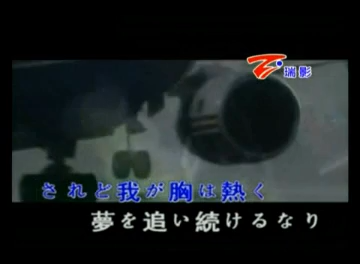 瑞影
されど我が胸は熱く
夢を追い続けるなり